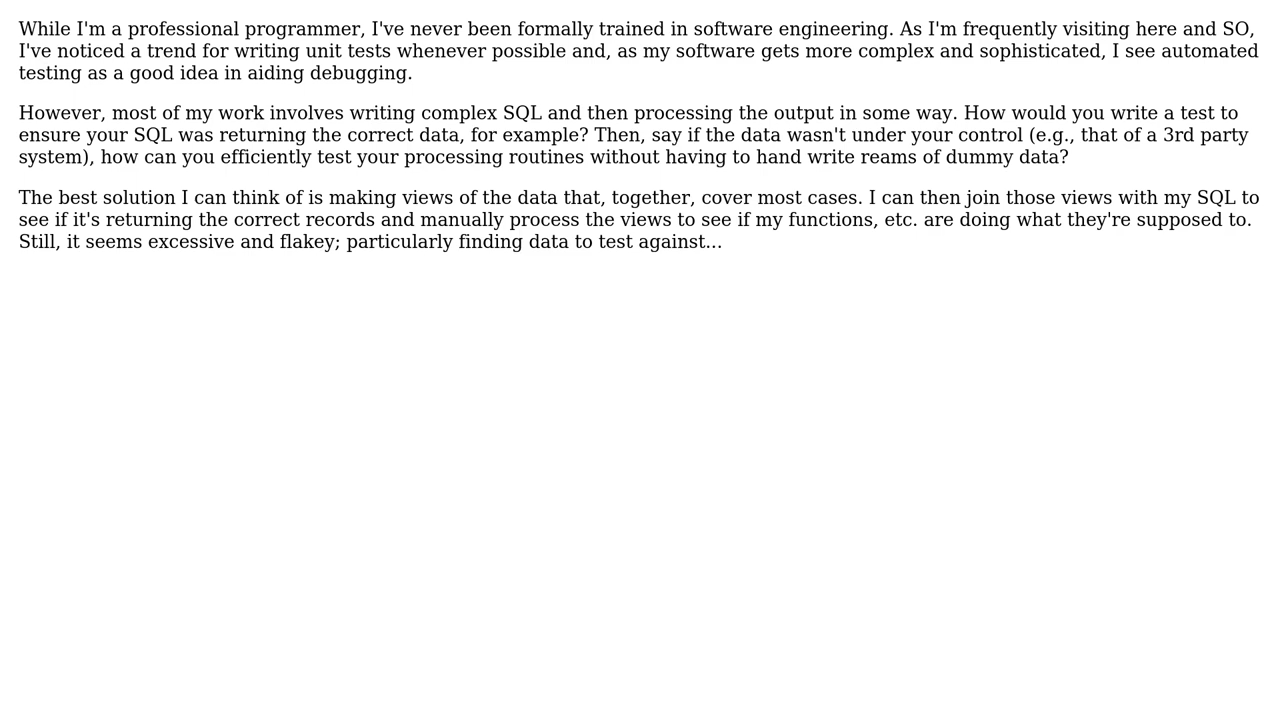 While I'm a professional programmer, I've never been formally trained in software engineering. As I'm frequently visiting here and SO,
I've noticed a trend for writing unit tests whenever possible and, as my software gets more complex and sophisticated, I see automated
testing as a good idea in aiding debugging.
However, most of my work involves writing complex SQL and then processing the output in some way. How would you write a test to
ensure your SQL was returning the correct data, for example? Then, say if the data wasn't under your control (e.g., that of a 3rd party
system), how can you efficiently test your processing routines without having to hand write reams of dummy data?
The best solution I can think of is making views of the data that, together, cover most cases. I can then join those views with my SQL to
see if it's returning the correct records and manually process the views to see if my functions, etc. are doing what they're supposed to.
Still, it seems excessive and flakey; particularly finding data to test against...